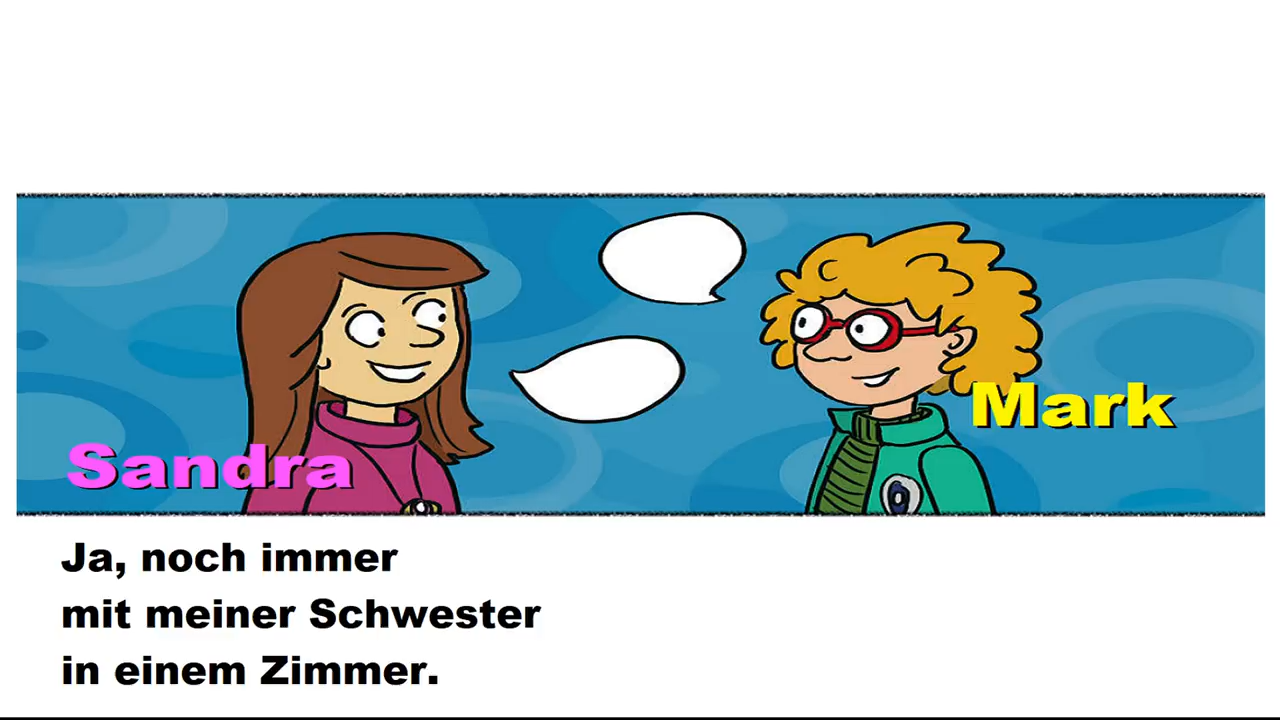 Sandra
Mark
Ja, noch immer
mit meiner Schwester
in einem Zimmer.